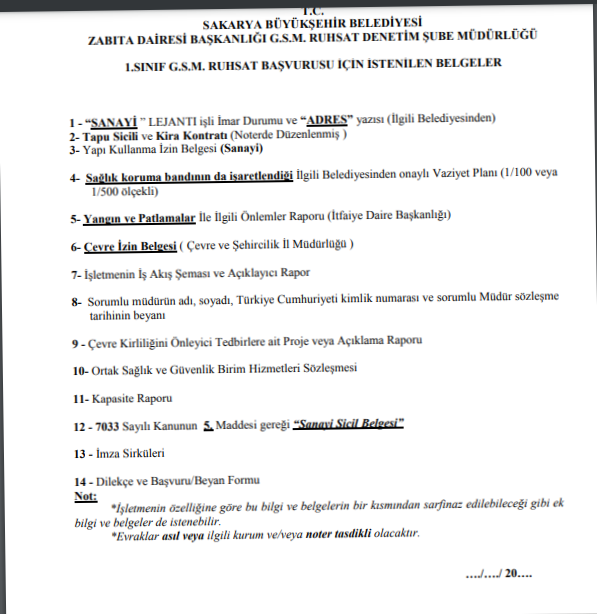 T.C.
SAKARYA BÜYÜKŞEHİR BELEDİYESİ
ZABITA DAİRESİ BAŞKANLIĞI G.S.M. RUHSAT DENETİM ŞUBE MÜDÜRLÜĞÜ
1.SINIF G.S.M. RUHSAT BAŞVURUSU İÇİN İSTENİLEN BELGELER
1 - “SANAYİ ” LEJANTI işli İmar Durumu ve “ADRES” yazısı (İlgili Belediyesinden)
2- Tapu Sicili ve Kira Kontratı (Noterde Düzenlenmiş )
3- Yapı Kullanma İzin Belgesi (Sanayi)
4- Sağlık koruma bandının da işaretlendiği İlgili Belediyesinden onaylı Vaziyet Planı (1/100 veya
1/500 ölçekli)
5- Yangın ve Patlamalar İle İlgili Önlemler Raporu (İtfaiye Daire Başkanlığı)
6- Çevre İzin Belgesi ( Çevre ve Şehircilik İl Müdürlüğü )
7- İşletmenin İş Akış Şeması ve Açıklayıcı Rapor
8- Sorumlu müdürün adı, soyadı, Türkiye Cumhuriyeti kimlik numarası ve sorumlu Müdür sözleşme
tarihinin beyanı
9 - Çevre Kirliliğini Önleyici Tedbirlere ait Proje veya Açıklama Raporu
10- Ortak Sağlık ve Güvenlik Birim Hizmetleri Sözleşmesi
11- Kapasite Raporu
12 - 7033 Sayılı Kanunun 5. Maddesi gereği “Sanayi Sicil Belgesi”
13 - İmza Sirküleri
14 - Dilekçe ve Başvuru/Beyan Formu
Not:
*İşletmenin özelliğine göre bu bilgi ve belgelerin bir kısmından sarfınaz edilebileceği gibi ek
bilgi ve belgeler de istenebilir.
*Evraklar asıl veya ilgili kurum ve/veya noter tasdikli olacaktır.
…./…./ 20….